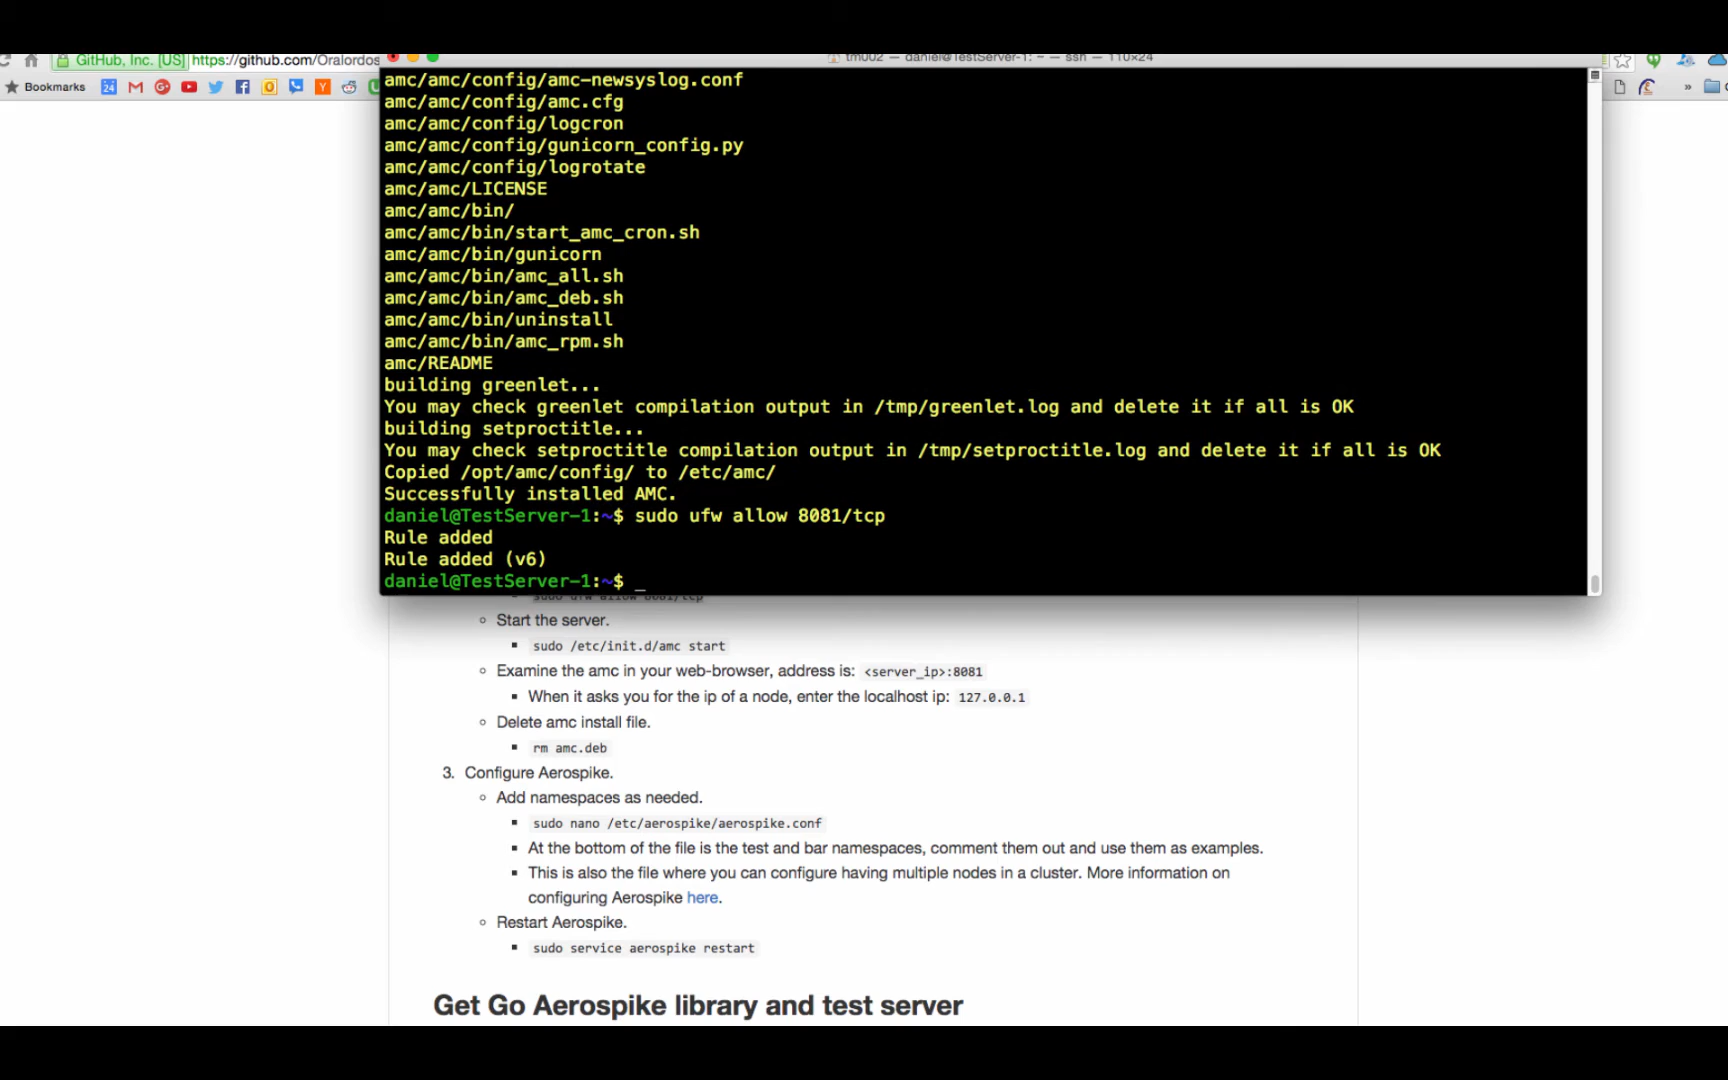 GitHub, Inc. [US] https://github.com/Oralordos
tm002 — daniel@TestServer-1: ~ — ssh — 110×24
Bookmarks
amc/amc/config/amc-newsyslog.conf
amc/amc/config/amc.cfg
amc/amc/config/logcron
amc/amc/config/gunicorn_config.py
amc/amc/config/logrotate
amc/amc/LICENSE
amc/amc/bin/
amc/amc/bin/start_amc_cron.sh
amc/amc/bin/gunicorn
amc/amc/bin/amc_all.sh
amc/amc/bin/amc_deb.sh
amc/amc/bin/uninstall
amc/amc/bin/amc_rpm.sh
amc/README
building greenlet...
You may check greenlet compilation output in /tmp/greenlet.log and delete it if all is OK
building setproctitle...
You may check setproctitle compilation output in /tmp/setproctitle.log and delete it if all is OK
Copied /opt/amc/config/ to /etc/amc/
Successfully installed AMC.
daniel@TestServer-1:~$ sudo ufw allow 8081/tcp
Rule added
Rule added (v6)
daniel@TestServer-1:~$ _
sudo ufw allow 8081/tcp
Start the server.
sudo /etc/init.d/amc start
Examine the amc in your web-browser, address is: <server_ip>:8081
When it asks you for the ip of a node, enter the localhost ip: 127.0.0.1
Delete amc install file.
rm amc.deb
3. Configure Aerospike.
Add namespaces as needed.
sudo nano /etc/aerospike/aerospike.conf
At the bottom of the file is the test and bar namespaces, comment them out and use them as examples.
This is also the file where you can configure having multiple nodes in a cluster. More information on
configuring Aerospike here.
Restart Aerospike.
sudo service aerospike restart
Get Go Aerospike library and test server